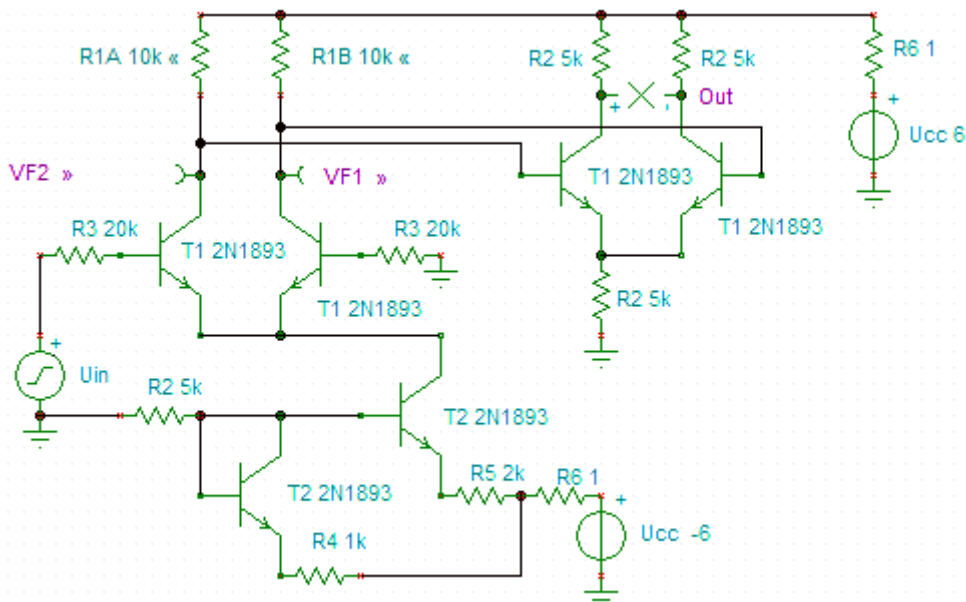 R1A 10k «
R1B 10k «
R2 5k
R2 5k
R6 1
+ -
Out
+
Ucc 6
VF2 »
VF1 »
T1 2N1893
R3 20k
R3 20k
T1 2N1893
T1 2N1893
T1 2N1893
R2 5k
+
Uin
R2 5k
T2 2N1893
T2 2N1893
R5 2k
R6 1
+
Ucc -6
R4 1k